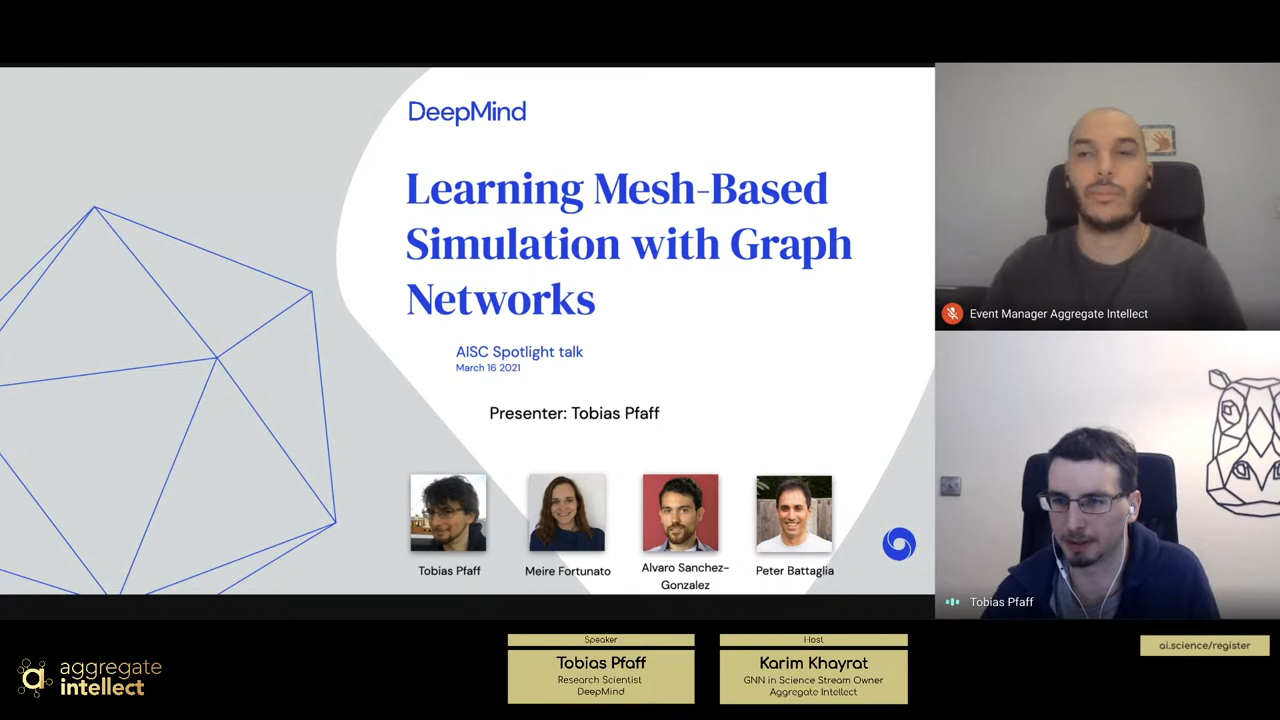 DeepMind
Learning Mesh-Based
Simulation with Graph
Networks
AISC Spotlight talk
March 16 2021
Presenter: Tobias Pfaff
Tobias Pfaff
Meire Fortunato
Alvaro Sanchez-
Gonzalez
Peter Battaglia
Event Manager Aggregate Intellect
Tobias Pfaff
aggregate
intellect
Speaker
Tobias Pfaff
Research Scientist
DeepMind
Host
Karim Khayrat
GNN in Science Stream Owner
Aggregate Intellect
ai.science/register